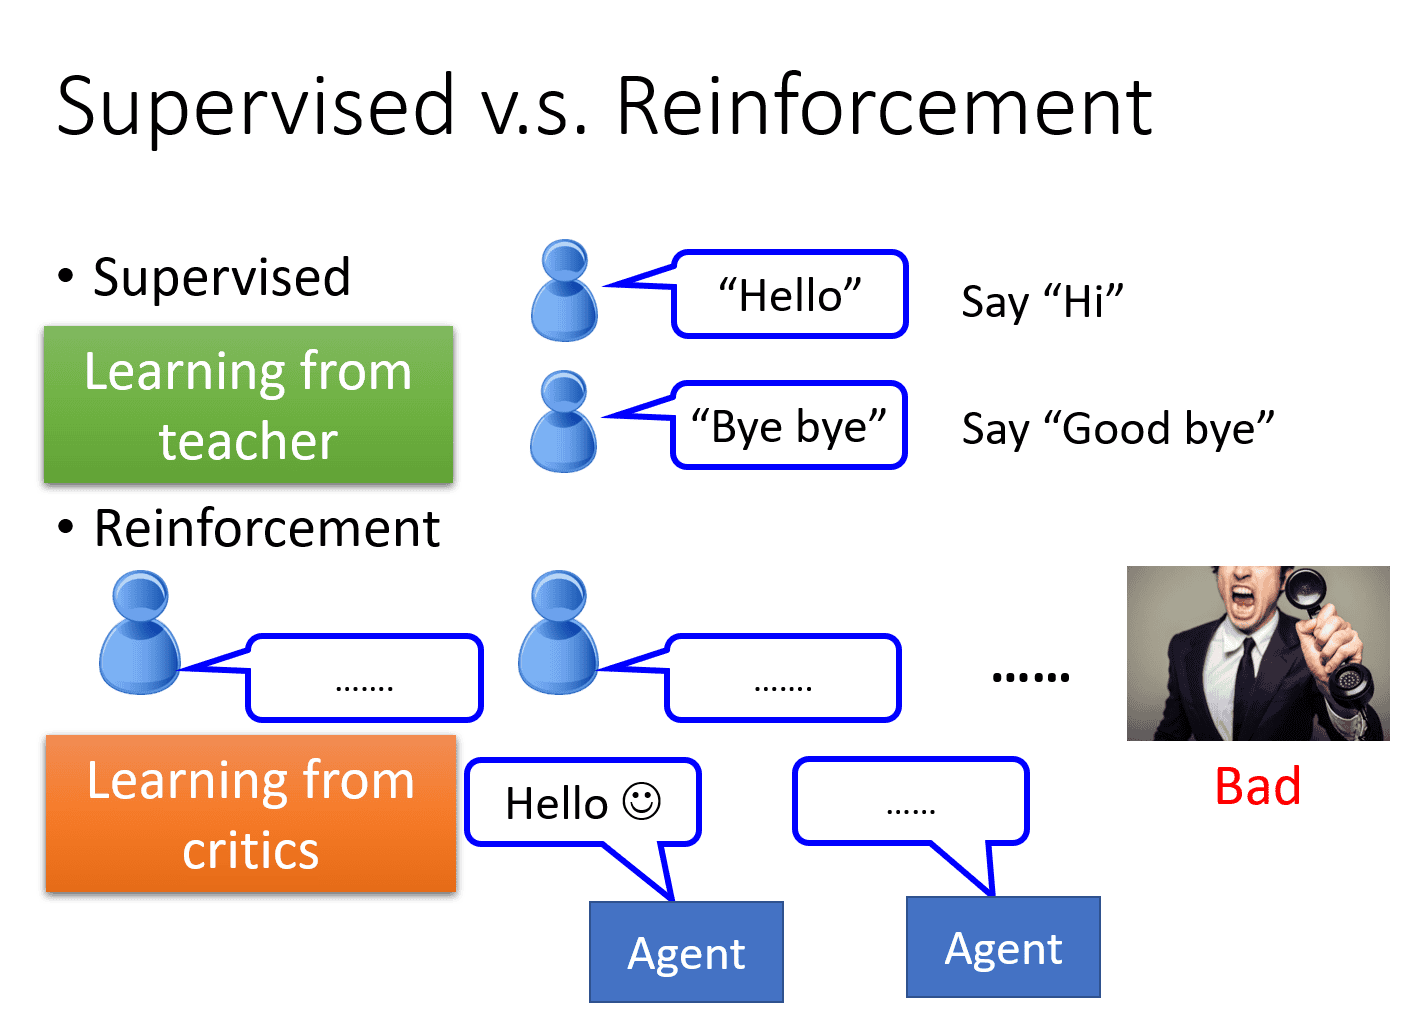 Supervised v.s. Reinforcement
• Supervised
“Hello”
Say “Hi”
Learning from
teacher
“Bye bye”
Say “Good bye”
• Reinforcement
.......
.......
......
Learning from
critics
Hello ☺
......
Bad
Agent
Agent